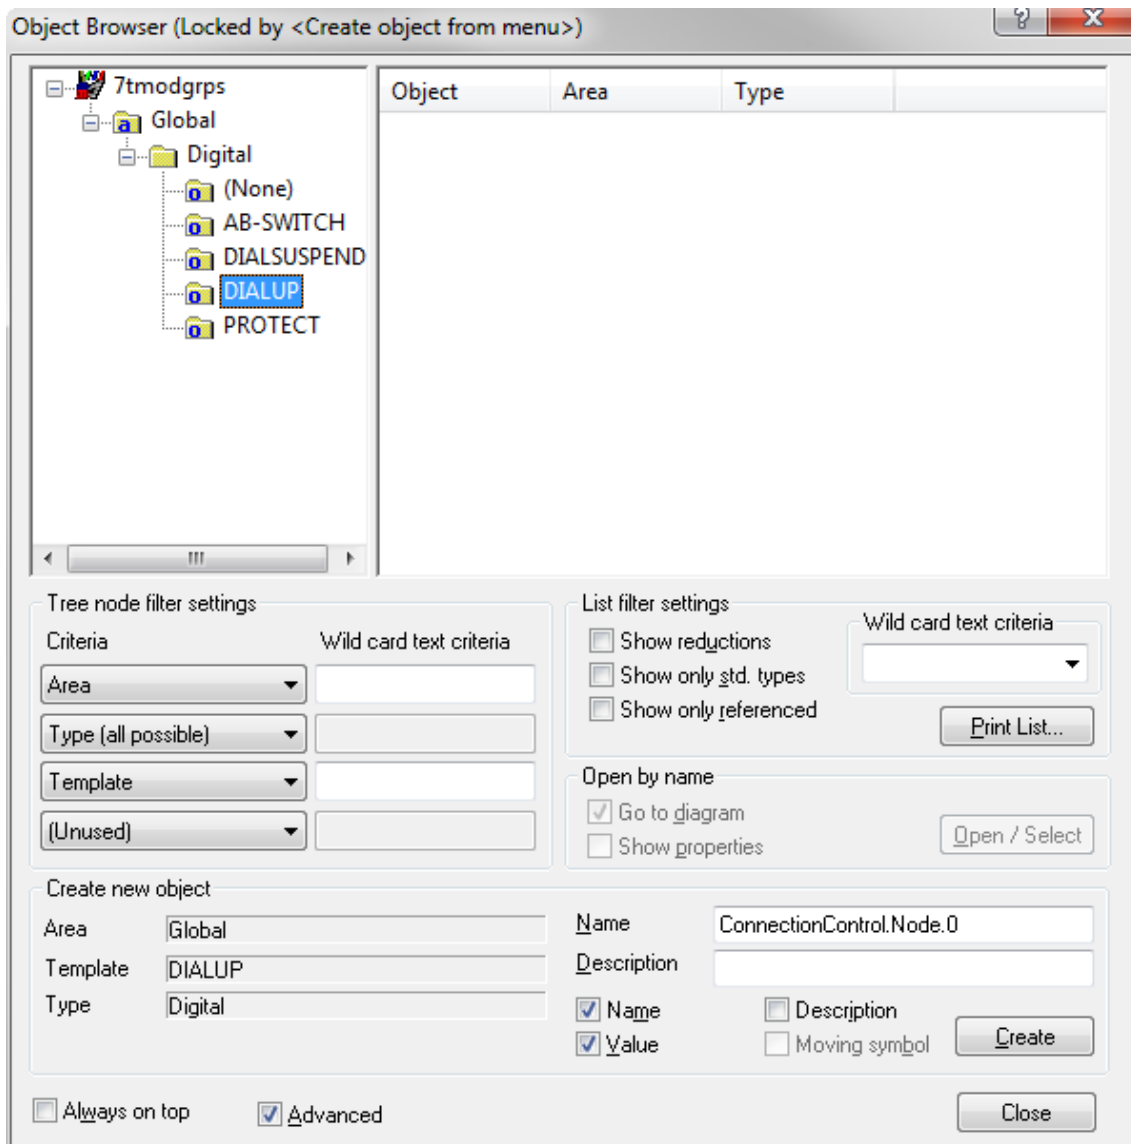 Object Browser (Locked by <Create object from menu>)
7tmodgrps
Global
Digital
(None)
AB-SWITCH
DIALSUSPEND
DIALUP
PROTECT
Object Area Type
Tree node filter settings
Criteria Wild card text criteria
Area
Type (all possible)
Template
(Unused)
List filter settings
Show reductions
Show only std. types
Show only referenced
Wild card text criteria
Print List...
Open by name
Go to diagram
Show properties
Open / Select
Create new object
Area Global
Template DIALUP
Type Digital
Name ConnectionControl.Node.0
Description
Name Description
Value Moving symbol
Create
Always on top Advanced
Close